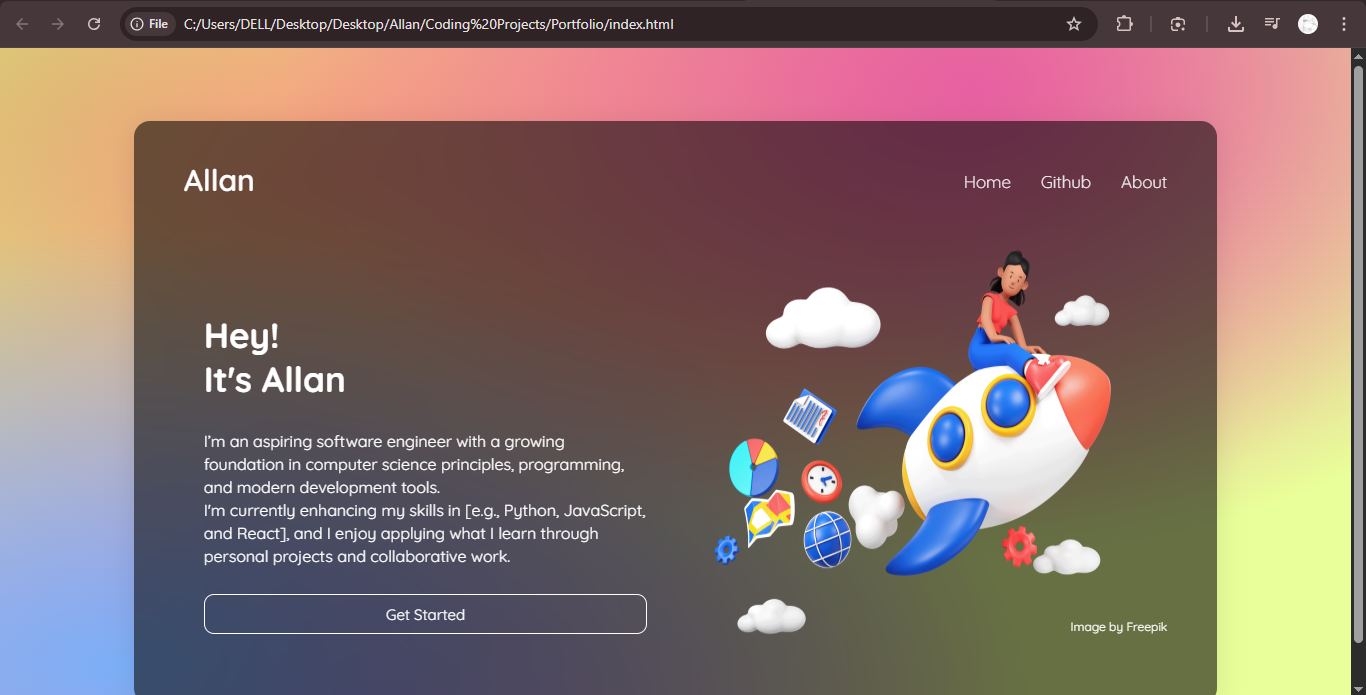 File C:/Users/DELL/Desktop/Desktop/Allan/Coding%20Projects/Portfolio/index.html
Allan
Home Github About
Hey!
It's Allan
I'm an aspiring software engineer with a growing
foundation in computer science principles, programming,
and modern development tools.
I'm currently enhancing my skills in [e.g., Python, JavaScript,
and React], and I enjoy applying what I learn through
personal projects and collaborative work.
Get Started
Image by Freepik